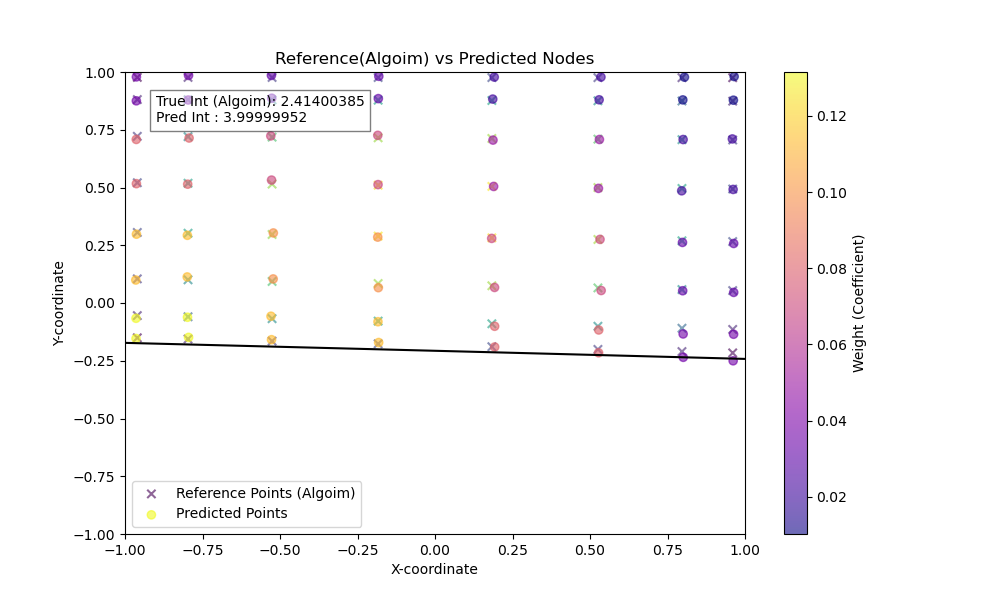 Reference(Algoim) vs Predicted Nodes
True Int (Algoim): 2.41400385
Pred Int : 3.99999952
Y-coordinate
1.00
0.75
0.50
0.25
0.00
−0.25
−0.50
−0.75
−1.00
Reference Points (Algoim)
Predicted Points
−1.00 −0.75 −0.50 −0.25 0.00 0.25 0.50 0.75 1.00
X-coordinate
0.12
0.10
0.08
0.06
0.04
0.02
Weight (Coefficient)